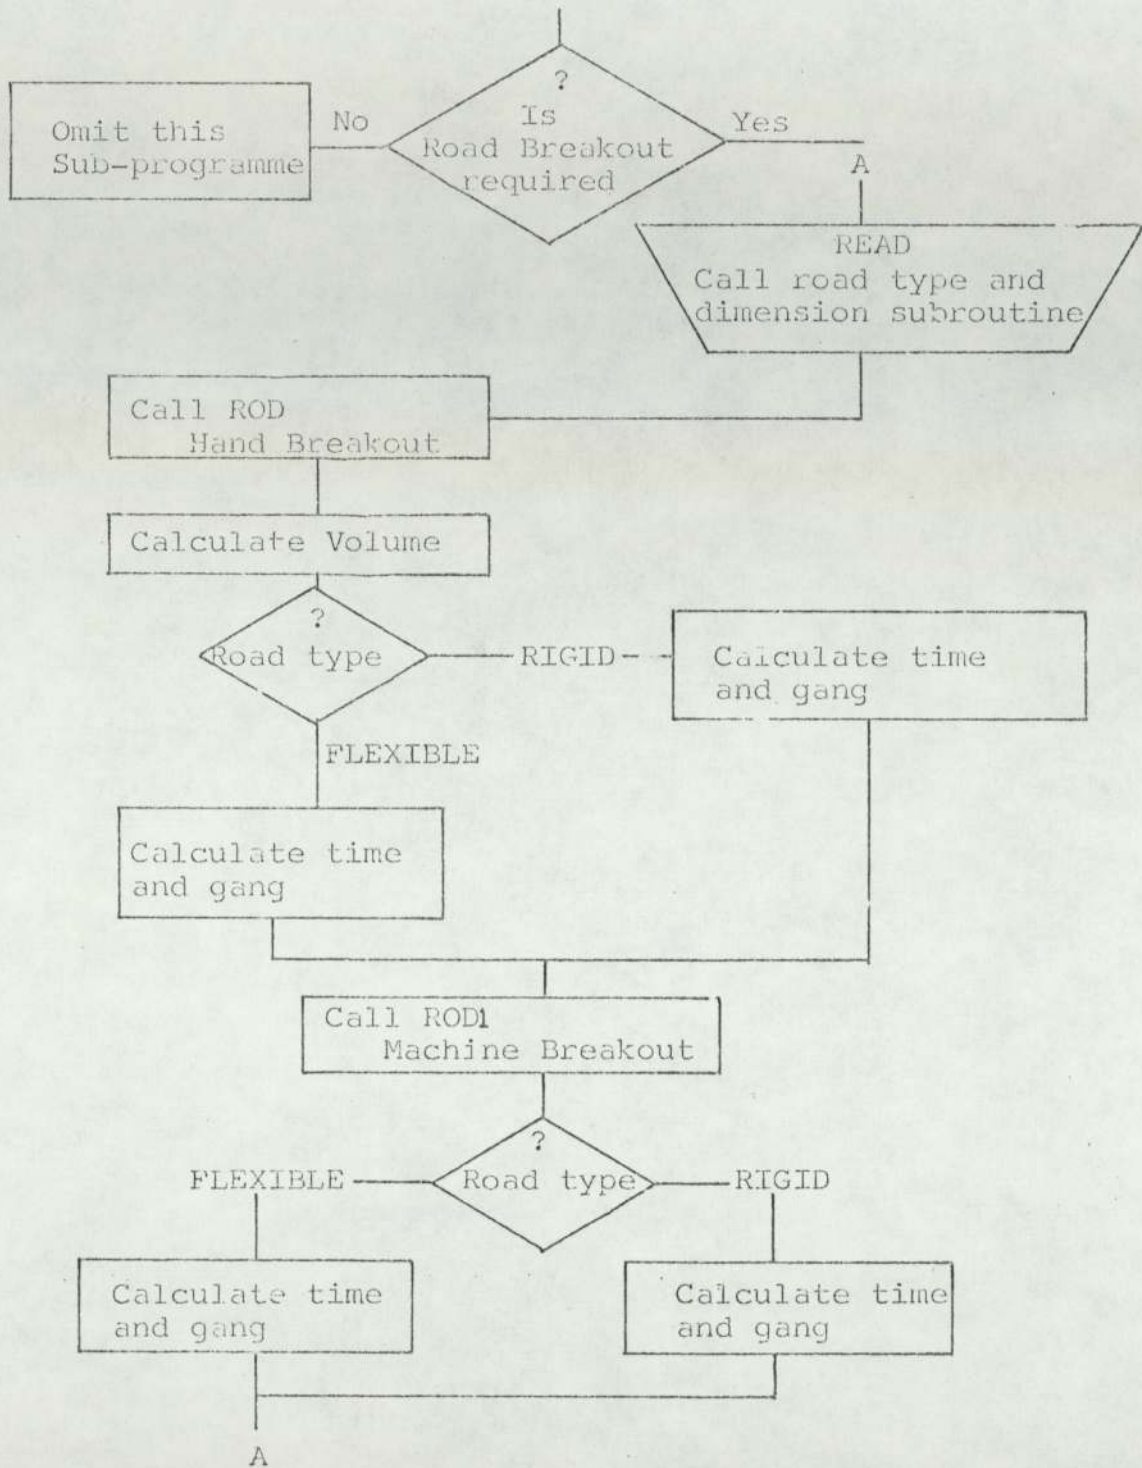 ?
Is
Road Breakout
required
No
Omit this
Sub-programme
Yes
A
READ
Call road type and
dimension subroutine
Call ROD
Hand Breakout
Calculate Volume
?
Road type
RIGID
Calculate time
and gang
FLEXIBLE
Calculate time
and gang
Call ROD1
Machine Breakout
?
Road type
FLEXIBLE
RIGID
Calculate time
and gang
Calculate time
and gang
A